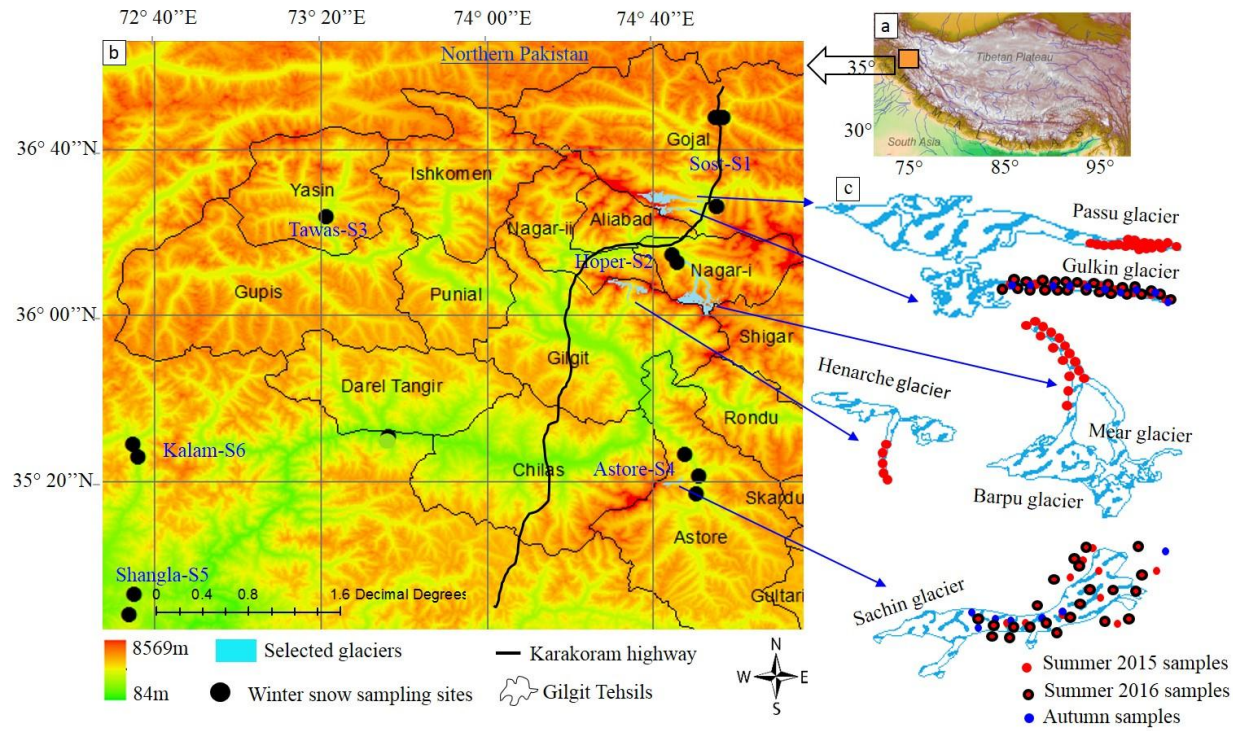 72° 40’’E
73° 20’’E
74° 00’’E
74° 40’’E
b
Northern Pakistan
a
35°
30°
Tibetan Plateau
HIMALAYAS
South Asia
75°
85°
95°
36° 40’’N
36° 00’’N
35° 20’’N
Gojal
Sost-S1
Yasin
Ishkomen
Tawas-S3
Nagar-ii
Aliabad
Hoper-S2
Nagar-i
Gupis
Punial
Shigar
Gilgit
Darel Tangir
Rondu
Kalam-S6
Chilas
Astore-S4
Skardu
Astore
Shangla-S5
0 0.4 0.8 1.6 Decimal Degrees
Gultari
c
Passu glacier
Gulkin glacier
Henarche glacier
Mear glacier
Barpu glacier
Sachin glacier
8569m
84m
Selected glaciers
Winter snow sampling sites
Karakoram highway
Gilgit Tehsils
N
W E
S
Summer 2015 samples
Summer 2016 samples
Autumn samples